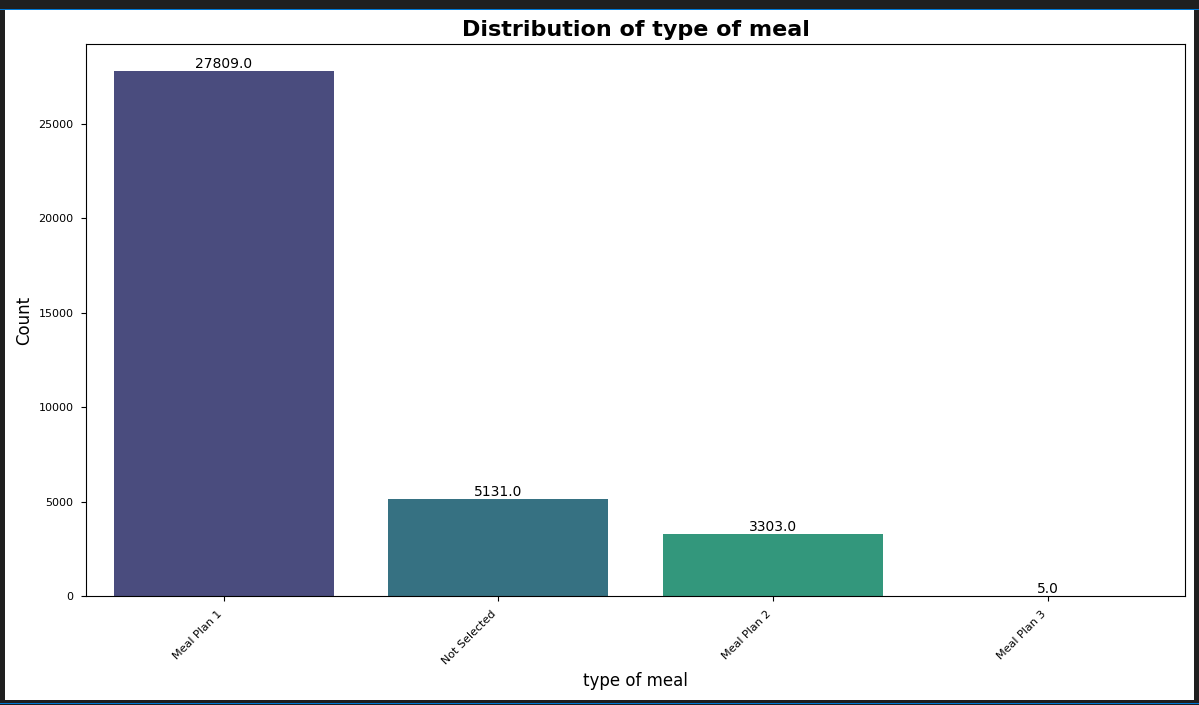 Distribution of type of meal
27809.0
25000
20000
15000
10000
5000
0
Count
5131.0
3303.0
5.0
Meal Plan 1
Not Selected
Meal Plan 2
Meal Plan 3
type of meal